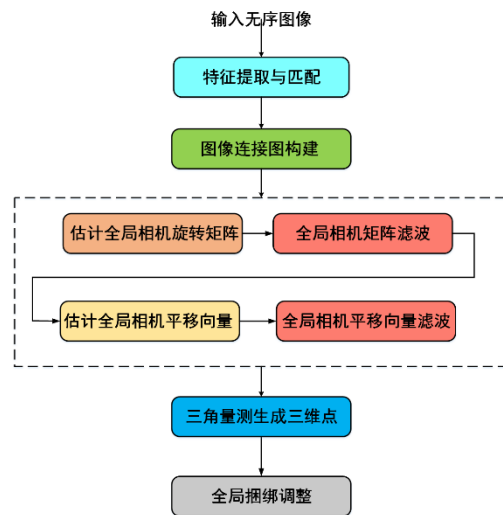 输入无序图像
特征提取与匹配
图像连接图构建
估计全局相机旋转矩阵
全局相机矩阵滤波
估计全局相机平移向量
全局相机平移向量滤波
三角量测生成三维点
全局捆绑调整